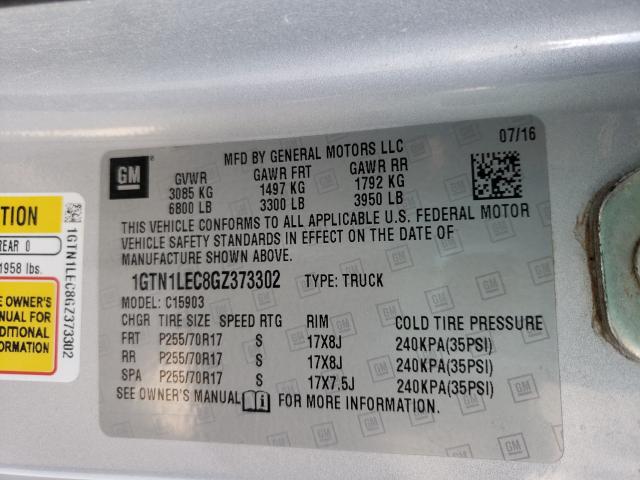 GM
MFD BY GENERAL MOTORS LLC
07/16
GVWR GAWR FRT GAWR RR
3085 KG 1497 KG 1792 KG
6800 LB 3300 LB 3950 LB
THIS VEHICLE CONFORMS TO ALL APPLICABLE U.S. FEDERAL MOTOR
VEHICLE SAFETY STANDARDS IN EFFECT ON THE DATE OF
MANUFACTURE SHOWN ABOVE.
1GTN1LEC8GZ373302 TYPE: TRUCK
MODEL: C15903
CHGR TIRE SIZE SPEED RTG RIM COLD TIRE PRESSURE
FRT P255/70R17 S 17X8J 240KPA(35PSI)
RR P255/70R17 S 17X8J 240KPA(35PSI)
SPA P255/70R17 S 17X7.5J 240KPA(35PSI)
SEE OWNER'S MANUAL FOR MORE INFORMATION.
REAR 0
1958 lbs.
OWNER'S
FOR
1GTN1LEC8GZ373302